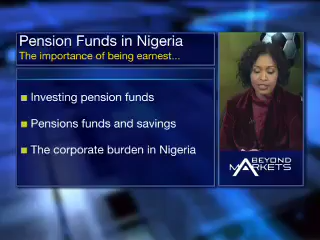 Pension Funds in Nigeria
The importance of being earnest...
Investing pension funds
Pensions funds and savings
The corporate burden in Nigeria
BEYOND
MARKETS